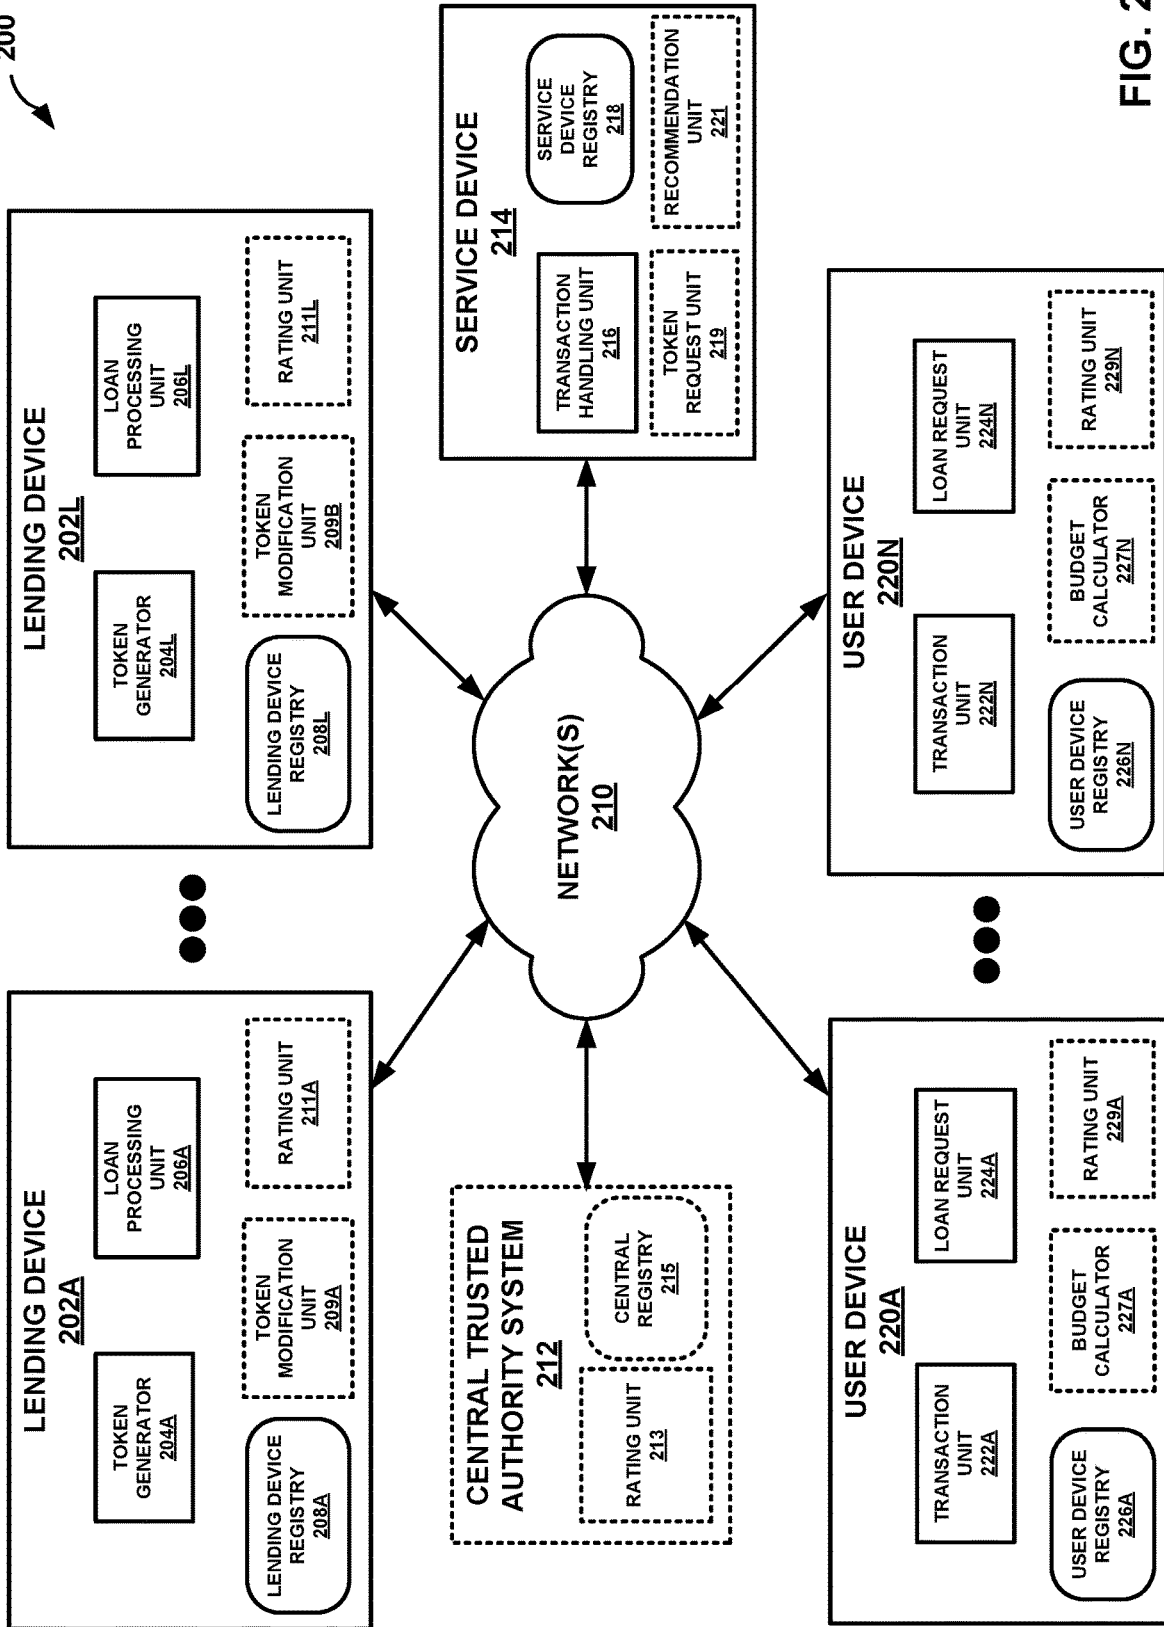 200
LENDING DEVICE
202A
TOKEN
GENERATOR
204A
LOAN
PROCESSING
UNIT
206A
LENDING DEVICE
REGISTRY
208A
TOKEN
MODIFICATION
UNIT
209A
RATING UNIT
211A
LENDING DEVICE
202L
TOKEN
GENERATOR
204L
LOAN
PROCESSING
UNIT
206L
LENDING DEVICE
REGISTRY
208L
TOKEN
MODIFICATION
UNIT
209B
RATING UNIT
211L
CENTRAL TRUSTED
AUTHORITY SYSTEM
212
RATING UNIT
213
CENTRAL
REGISTRY
215
NETWORK(S)
210
SERVICE DEVICE
214
TRANSACTION
HANDLING UNIT
216
SERVICE
DEVICE
REGISTRY
218
TOKEN
REQUEST UNIT
219
RECOMMENDATION
UNIT
221
USER DEVICE
220A
TRANSACTION
UNIT
222A
LOAN REQUEST
UNIT
224A
USER DEVICE
REGISTRY
226A
BUDGET
CALCULATOR
227A
RATING UNIT
229A
USER DEVICE
220N
TRANSACTION
UNIT
222N
LOAN REQUEST
UNIT
224N
USER DEVICE
REGISTRY
226N
BUDGET
CALCULATOR
227N
RATING UNIT
229N
FIG. 2